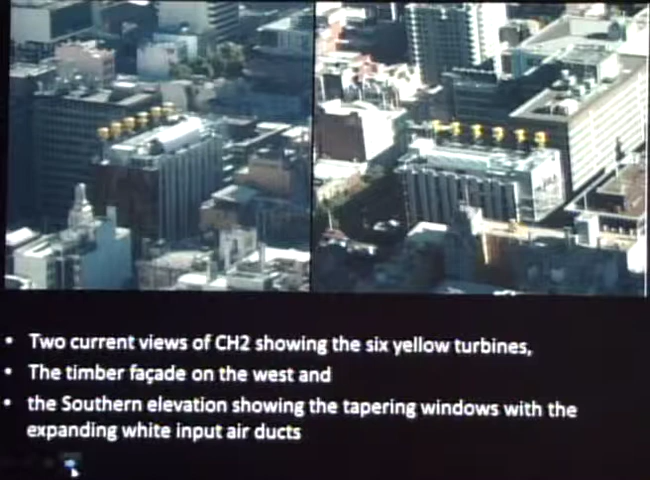 • Two current views of CH2 showing the six yellow turbines,
• The timber façade on the west and
• the Southern elevation showing the tapering windows with the
expanding white input air ducts